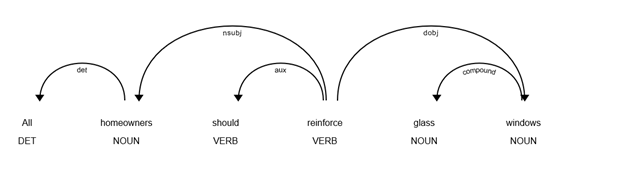 nsubj dobj
det aux compound
All homeowners should reinforce glass windows
DET NOUN VERB VERB NOUN NOUN